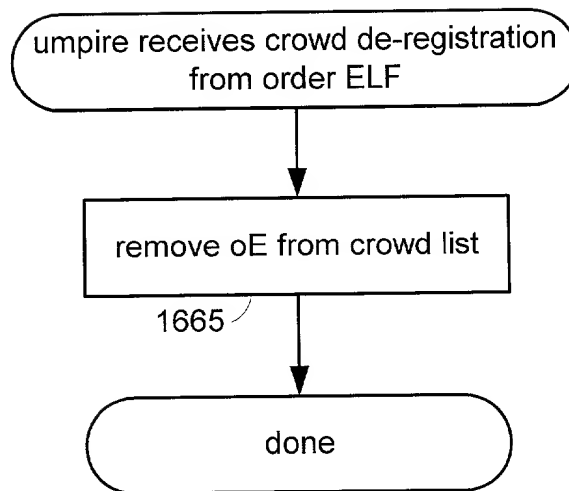 umpire receives crowd de-registration
from order ELF
remove oE from crowd list
1665
done